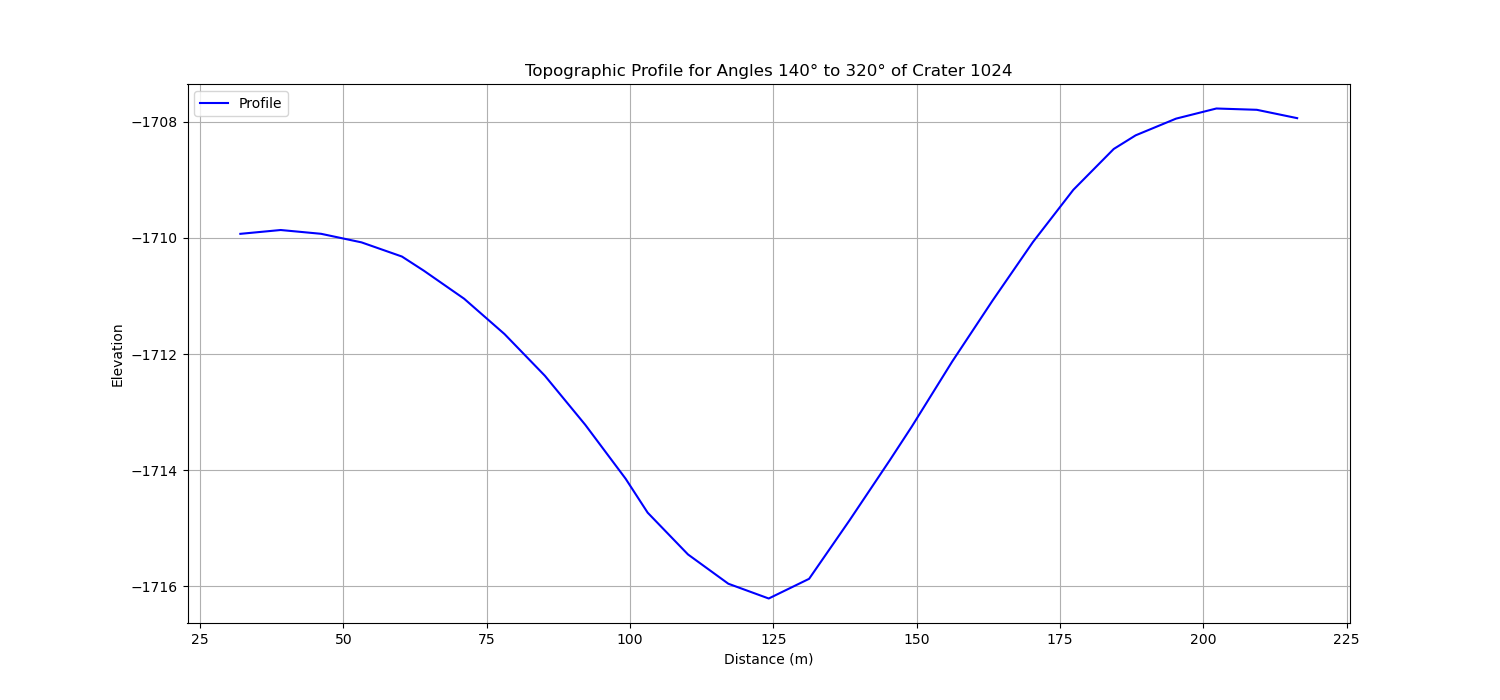 Topographic Profile for Angles 140° to 320° of Crater 1024
Profile
−1708
−1710
−1712
−1714
−1716
Elevation
25 50 75 100 125 150 175 200 225
Distance (m)